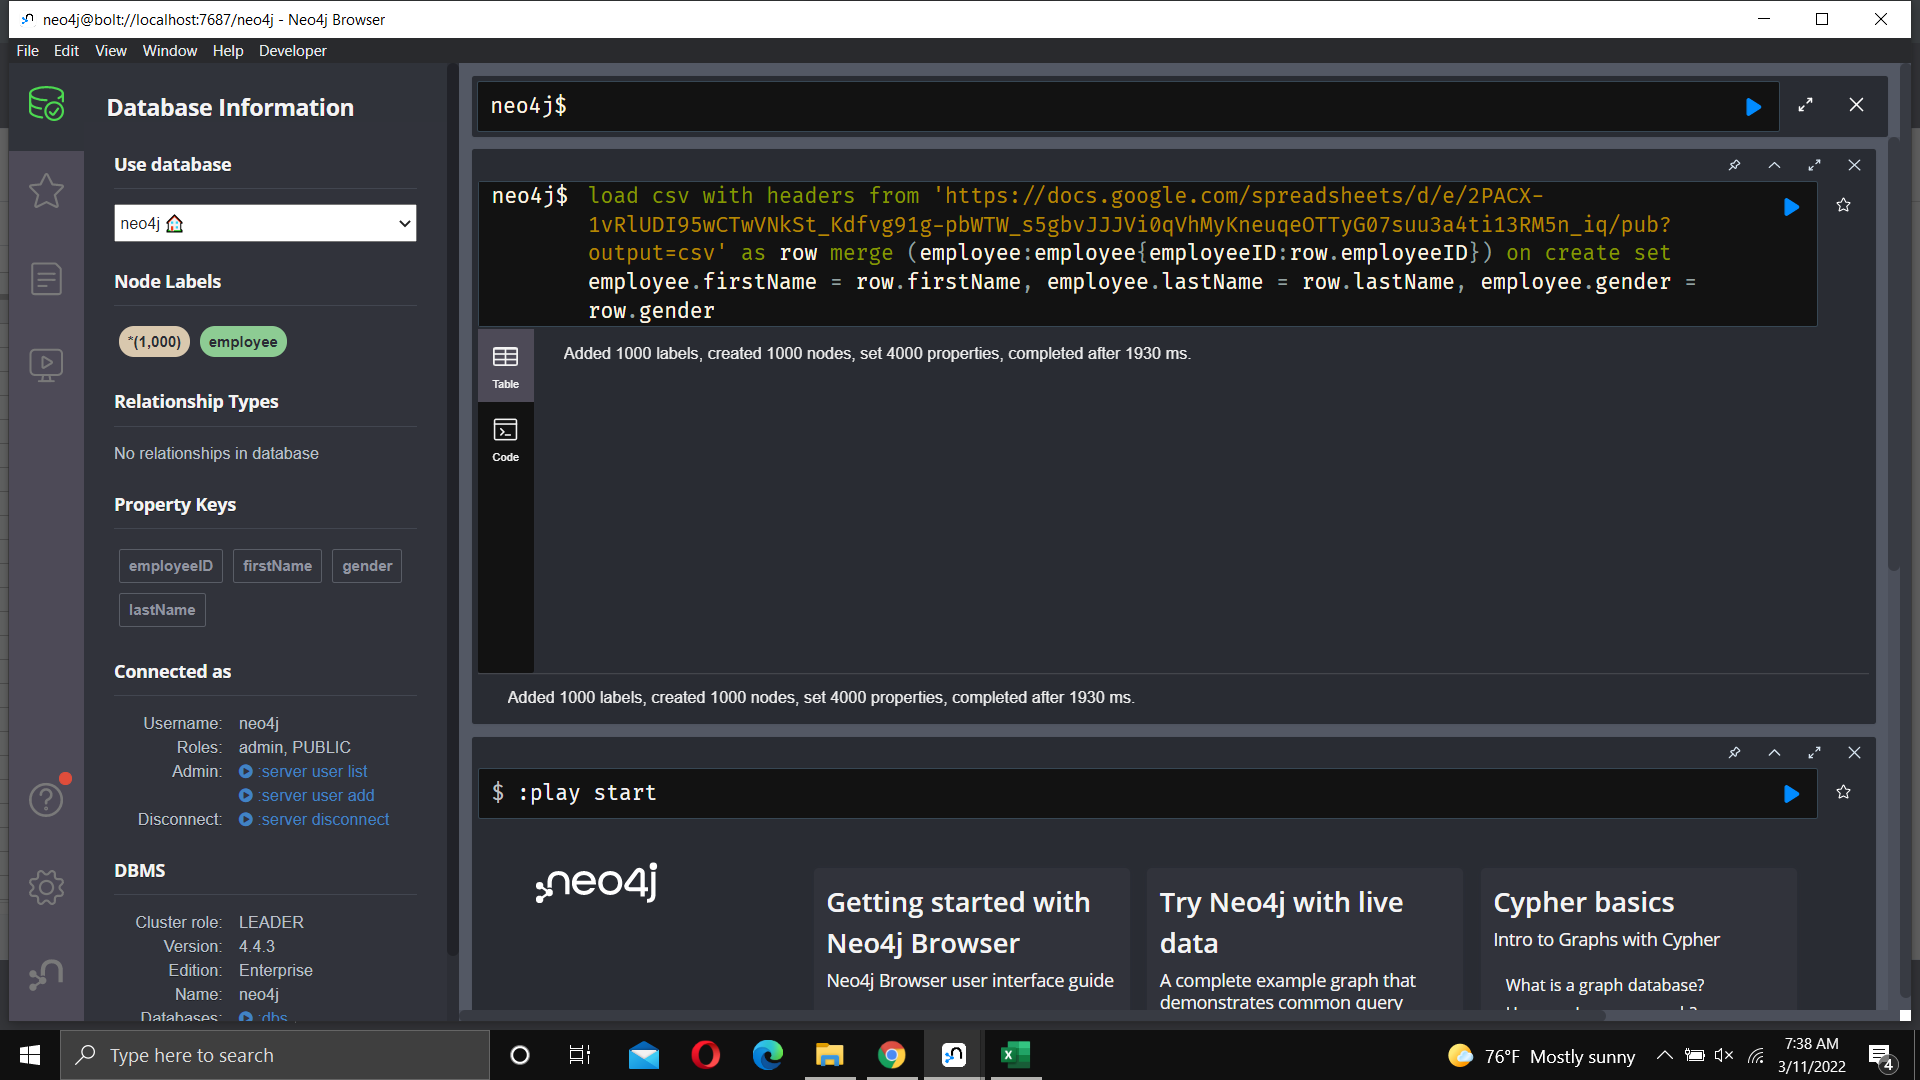 neo4j@bolt://localhost:7687/neo4j - Neo4j Browser
File Edit View Window Help Developer
Database Information
Use database
neo4j
Node Labels
*(1,000) employee
Relationship Types
No relationships in database
Property Keys
employeeID firstName gender
lastName
Connected as
Username: neo4j
Roles: admin, PUBLIC
Admin: :server user list
:server user add
Disconnect: :server disconnect
DBMS
Cluster role: LEADER
Version: 4.4.3
Edition: Enterprise
Name: neo4j
Databases: :dbs
neo4j$
neo4j$ load csv with headers from 'https://docs.google.com/spreadsheets/d/e/2PACX-
1vRlUDI95wCTwVNkSt_Kdfvg91g-pbWTW_s5gbvJJJVi0qVhMyKneuqeOTTyG07suu3a4ti13RM5n_iq/pub?
output=csv' as row merge (employee:employee{employeeID:row.employeeID}) on create set
employee.firstName = row.firstName, employee.lastName = row.lastName, employee.gender =
row.gender
Table
Added 1000 labels, created 1000 nodes, set 4000 properties, completed after 1930 ms.
Code
Added 1000 labels, created 1000 nodes, set 4000 properties, completed after 1930 ms.
$ :play start
neo4j
Getting started with
Neo4j Browser
Neo4j Browser user interface guide
Try Neo4j with live
data
A complete example graph that
demonstrates common query
Cypher basics
Intro to Graphs with Cypher
What is a graph database?
Type here to search
76°F Mostly sunny
7:38 AM
3/11/2022
4